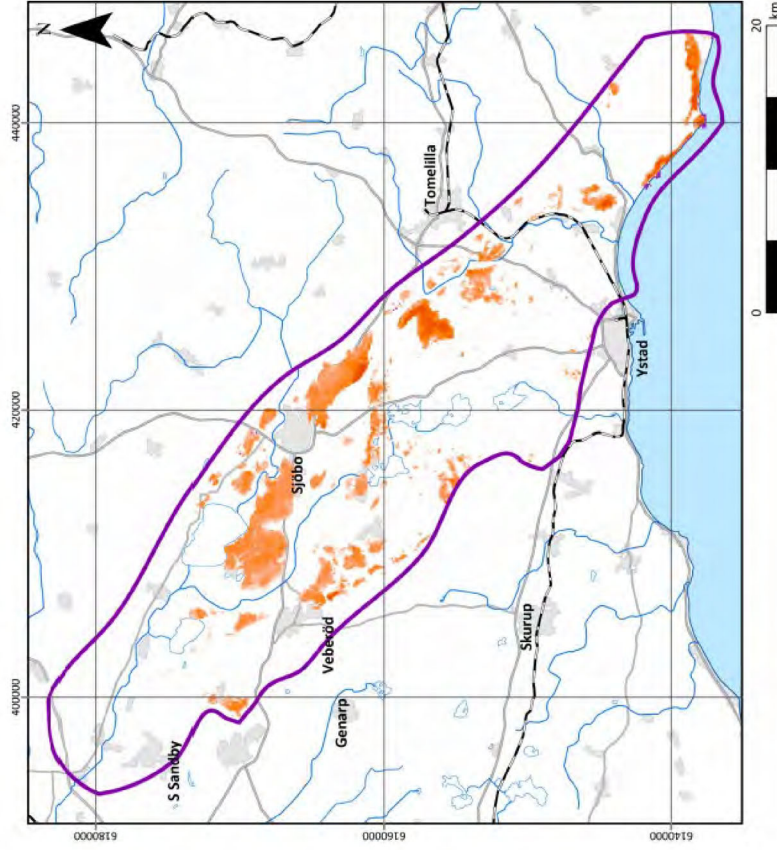 N
20
km
0
440000
420000
400000
6180000
6160000
6140000
Tomelilla
Ystad
Sjöbo
Veberöd
Skurup
Genarp
S Sandby